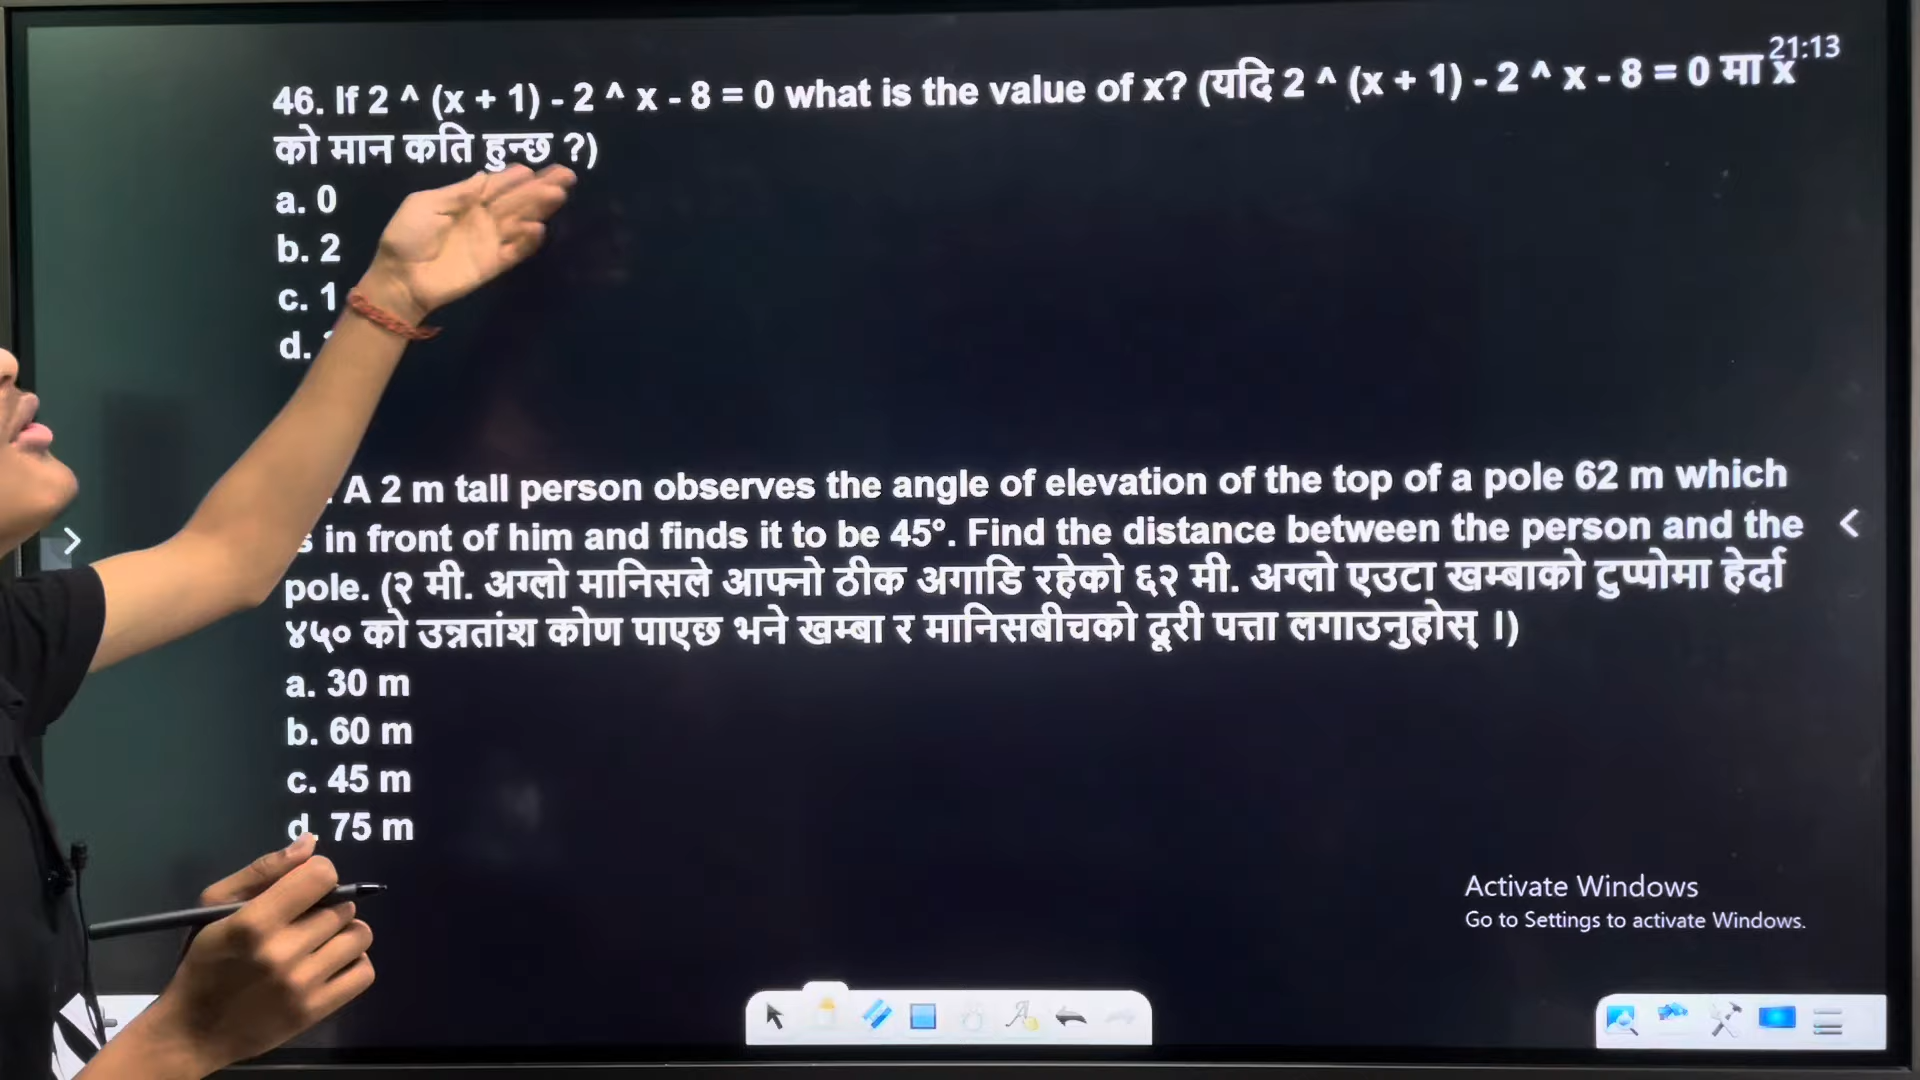 21:13
46. If 2 ^ (x + 1) - 2 ^ x - 8 = 0 what is the value of x? (यदि 2 ^ (x + 1) - 2 ^ x - 8 = 0 मा x
को मान कति हुन्छ ?)
a. 0
b. 2
c. 1
d.
. A 2 m tall person observes the angle of elevation of the top of a pole 62 m which
in front of him and finds it to be 45°. Find the distance between the person and the
pole. (२ मी. अग्लो मानिसले आफ्नो ठीक अगाडि रहेको ६२ मी. अग्लो एउटा खम्बाको टुप्पोमा हेर्दा
४५० को उन्नतांश कोण पाएछ भने खम्बा र मानिसबीचको दूरी पत्ता लगाउनुहोस् ।)
a. 30 m
b. 60 m
c. 45 m
d. 75 m
Activate Windows
Go to Settings to activate Windows.